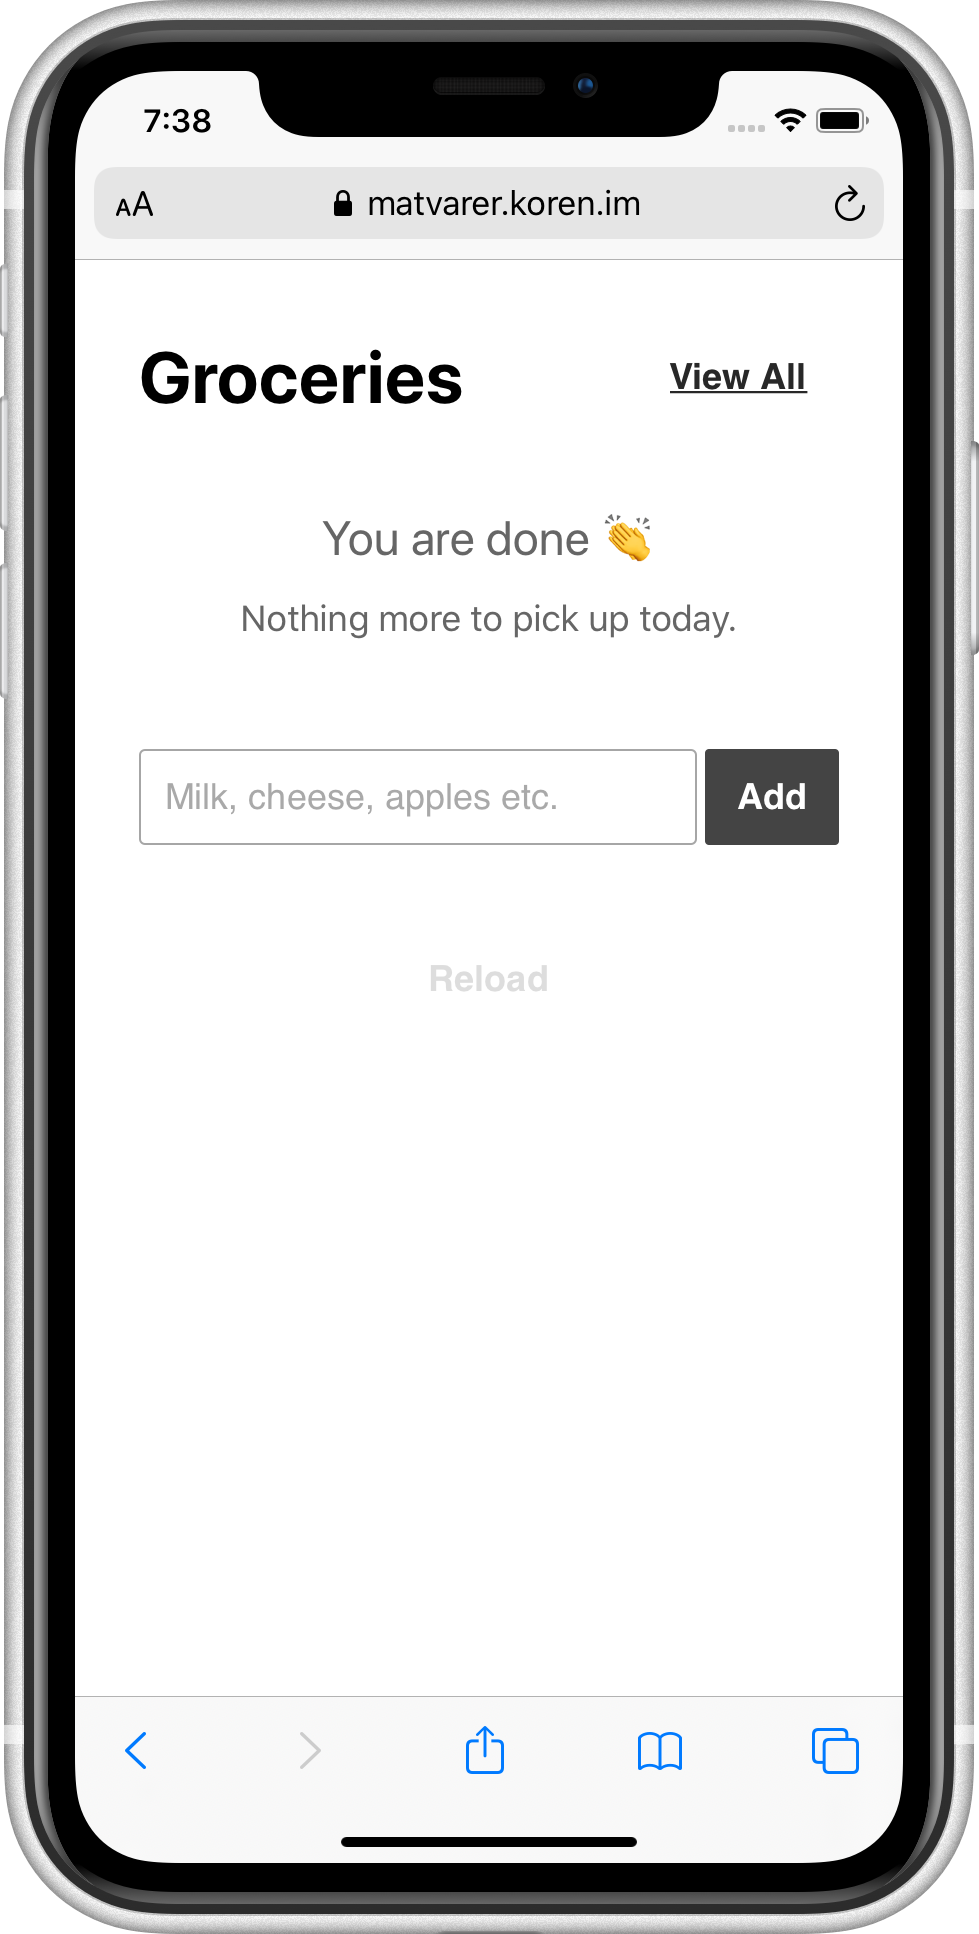 7:38
AA matvarer.koren.im
Groceries View All
You are done 👏
Nothing more to pick up today.
Milk, cheese, apples etc. Add
Reload